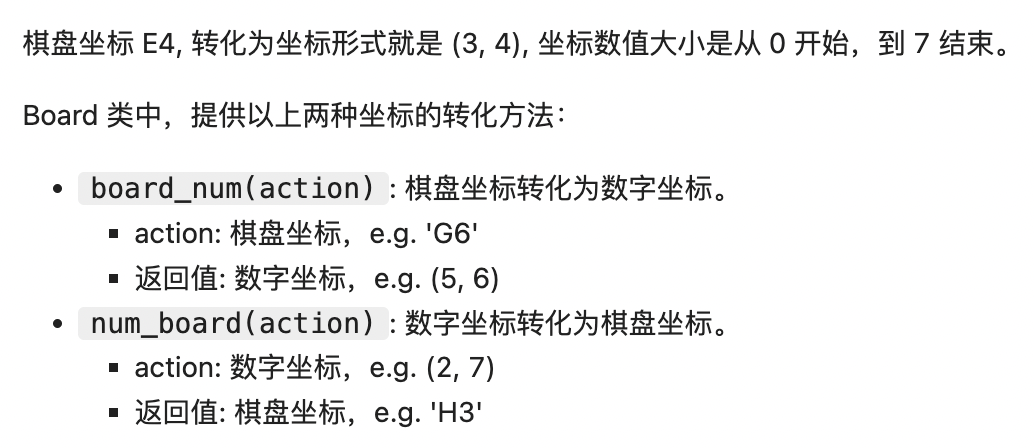 棋盘坐标 E4, 转化为坐标形式就是 (3, 4), 坐标数值大小是从 0 开始，到 7 结束。
Board 类中，提供以上两种坐标的转化方法：
• board_num(action) : 棋盘坐标转化为数字坐标。
▪ action: 棋盘坐标，e.g. 'G6'
▪ 返回值: 数字坐标，e.g. (5, 6)
• num_board(action) : 数字坐标转化为棋盘坐标。
▪ action: 数字坐标，e.g. (2, 7)
▪ 返回值: 棋盘坐标，e.g. 'H3'